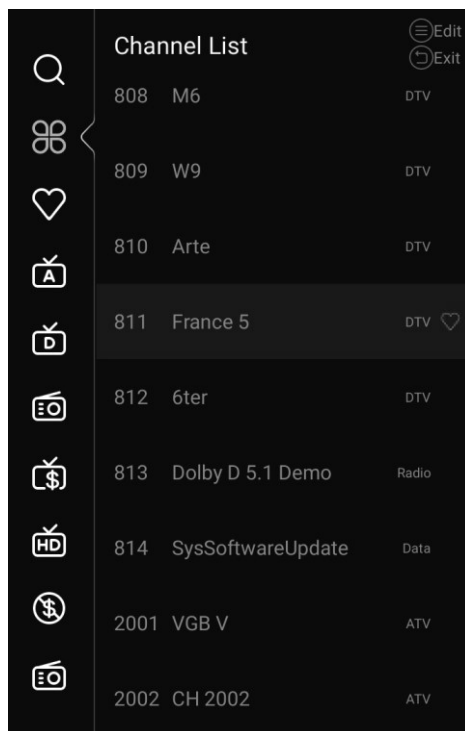 Channel List
Edit
Exit
808 M6 DTV
809 W9 DTV
A
810 Arte DTV
D
811 France 5 DTV
812 6ter DTV
$
813 Dolby D 5.1 Demo Radio
HD
814 SysSoftwareUpdate Data
$
2001 VGB V ATV
2002 CH 2002 ATV